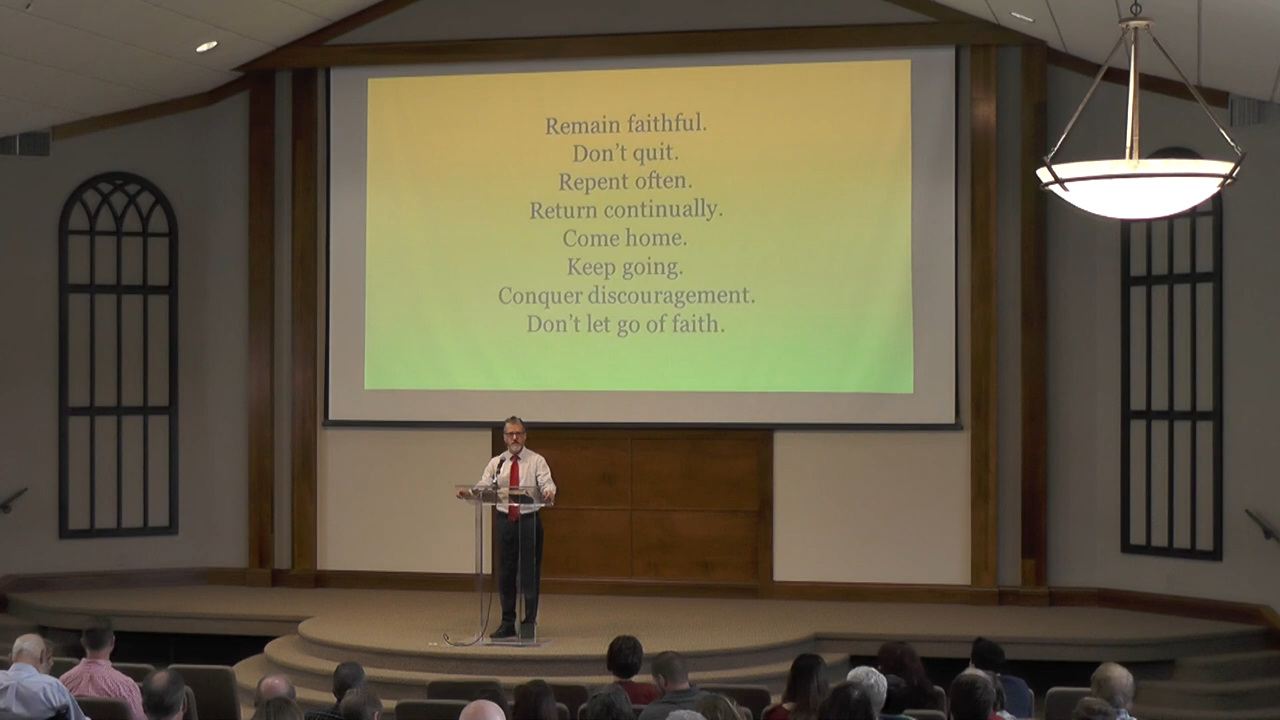 Remain faithful.
Don’t quit.
Repent often.
Return continually.
Come home.
Keep going.
Conquer discouragement.
Don’t let go of faith.